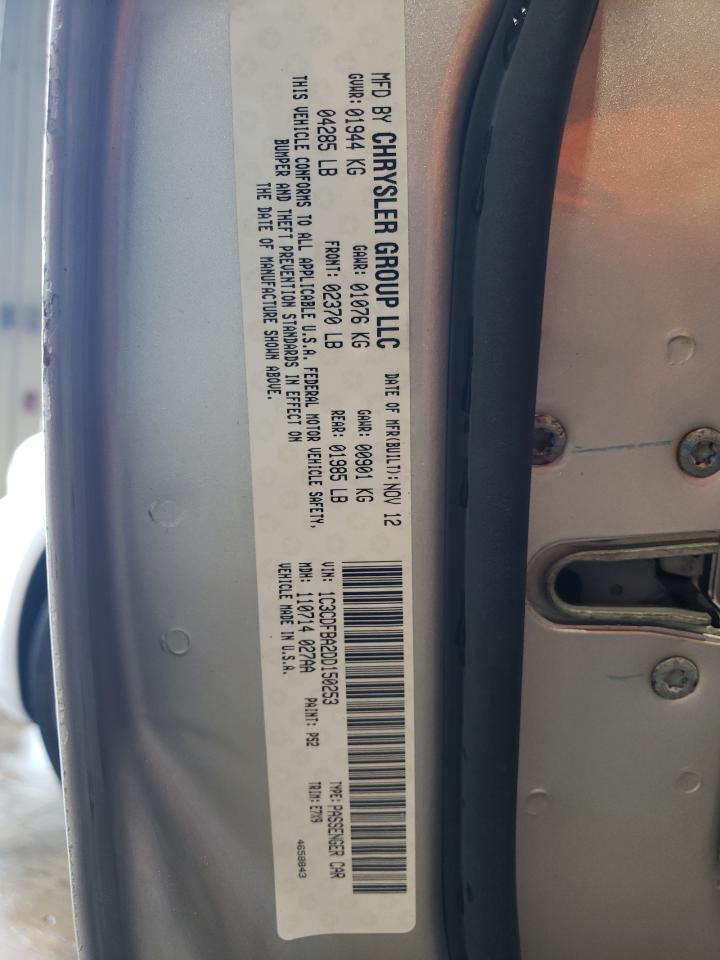 MFD BY CHRYSLER GROUP LLC DATE OF MFR(BUILT): NOV 12
GVWR: 01944 KG GAWR: 01076 KG GAWR: 00901 KG
04285 LB FRONT: 02370 LB REAR: 01985 LB
THIS VEHICLE CONFORMS TO ALL APPLICABLE U.S.A. FEDERAL MOTOR VEHICLE SAFETY,
BUMPER AND THEFT PREVENTION STANDARDS IN EFFECT ON
THE DATE OF MANUFACTURE SHOWN ABOVE.
VIN: 1C3CDFBA2DD150253 TYPE: PASSENGER CAR
MDH: 110714 027AA PAINT: PS2 TRIM: E7X9
VEHICLE MADE IN U.S.A.
4658843